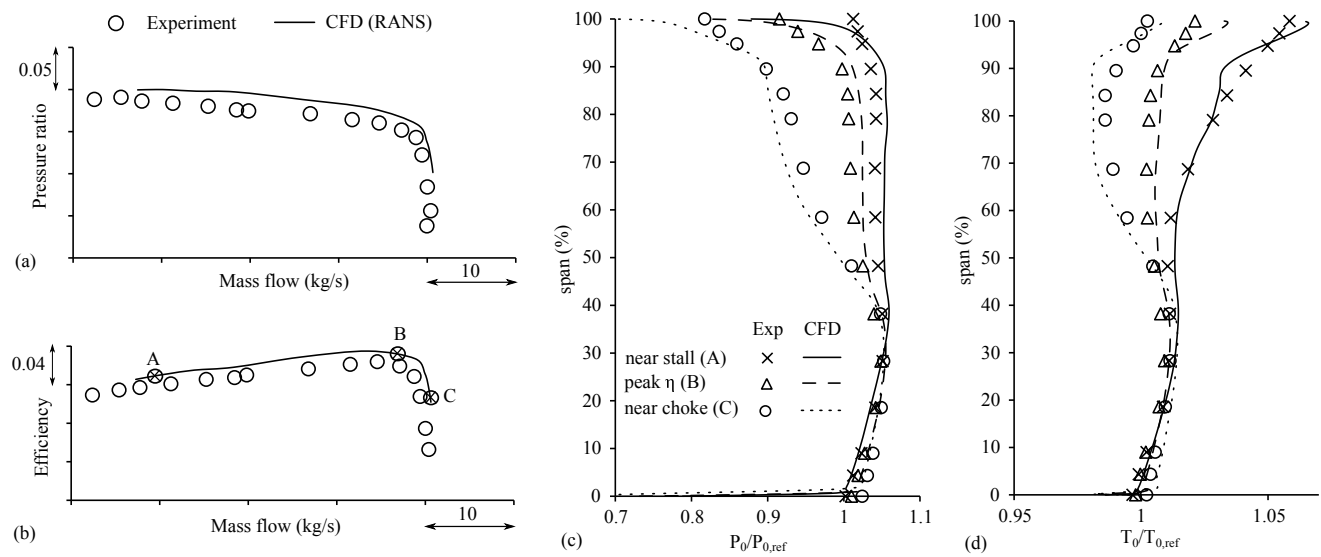 Experiment CFD (RANS)
0.05
Pressure ratio
(a)
Mass flow (kg/s)
10
0.04
A
B
C
Efficiency
(b)
Mass flow (kg/s)
10
100
90
80
70
60
50
40
30
20
10
0
span (%)
Exp CFD
near stall (A)
peak η (B)
near choke (C)
0.7 0.8 0.9 1 1.1
(c)
P0/P0,ref
100
90
80
70
60
50
40
30
20
10
0
span (%)
0.95 1 1.05
(d)
T0/T0,ref